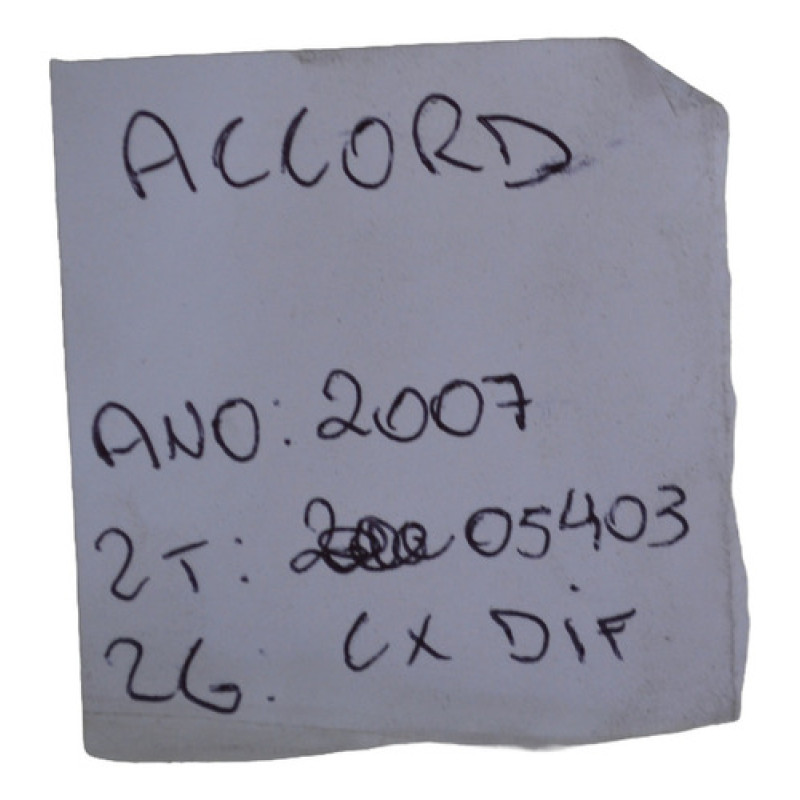 ACCORD
ANO: 2007
2T: 05403
2G: CX DiF